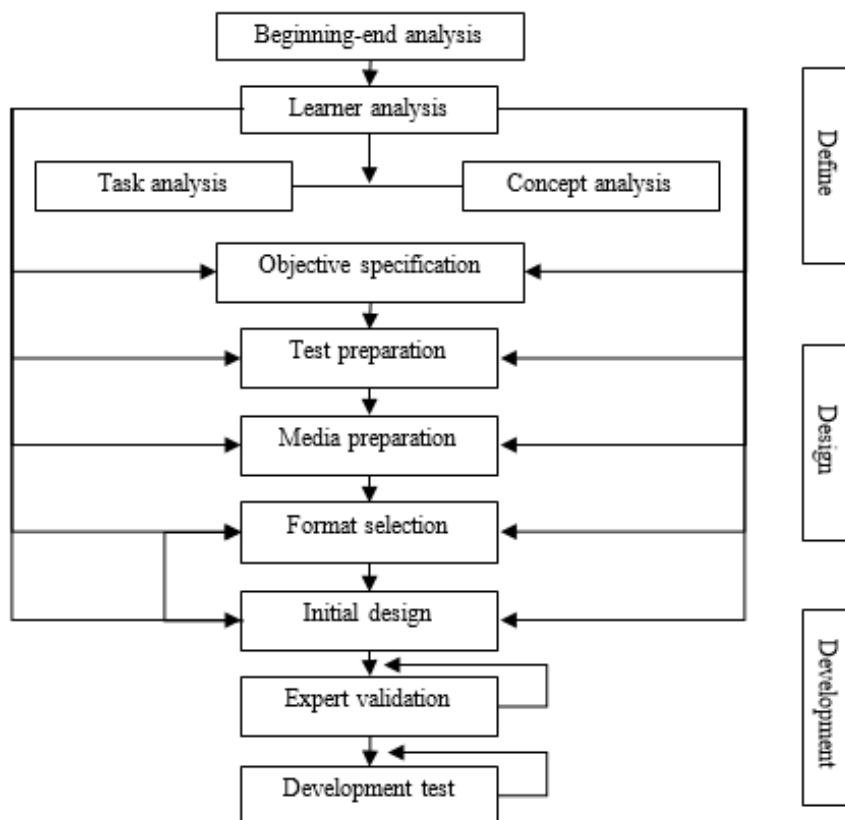 Beginning-end analysis
Learner analysis
Task analysis
Concept analysis
Define
Objective specification
Test preparation
Media preparation
Design
Format selection
Initial design
Expert validation
Development
Development test